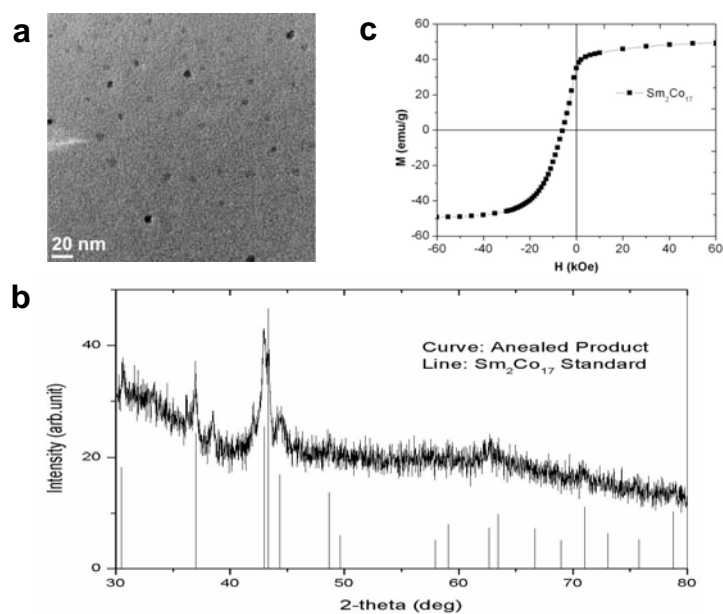 a
20 nm
c
60
40
20
0
-20
-40
-60
M (emu/g)
Sm₂Co₁₇
-60 -40 -20 0 20 40 60
H (kOe)
b
40
20
0
Intensity (arb.unit)
Curve: Anealed Product
Line: Sm₂Co₁₇ Standard
30 40 50 60 70 80
2-theta (deg)